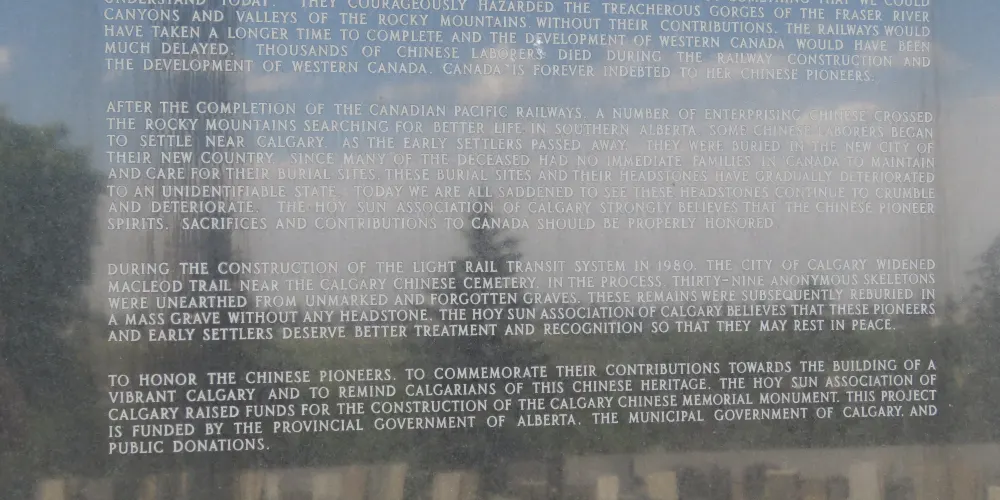 UNDERSTAND TODAY. THEY COURAGEOUSLY HAZARDED THE TREACHEROUS GORGES OF THE FRASER RIVER
CANYONS AND VALLEYS OF THE ROCKY MOUNTAINS WITHOUT THEIR CONTRIBUTIONS. THE RAILWAYS WOULD
HAVE TAKEN A LONGER TIME TO COMPLETE AND THE DEVELOPMENT OF WESTERN CANADA WOULD HAVE BEEN
MUCH DELAYED. THOUSANDS OF CHINESE LABORERS DIED DURING THE RAILWAY CONSTRUCTION AND
THE DEVELOPMENT OF WESTERN CANADA. CANADA IS FOREVER INDEBTED TO HER CHINESE PIONEERS.
AFTER THE COMPLETION OF THE CANADIAN PACIFIC RAILWAYS, A NUMBER OF ENTERPRISING CHINESE CROSSED
THE ROCKY MOUNTAINS SEARCHING FOR BETTER LIFE IN SOUTHERN ALBERTA. SOME CHINESE LABORERS BEGAN
TO SETTLE NEAR CALGARY. AS THE EARLY SETTLERS PASSED AWAY, THEY WERE BURIED IN THE NEW CITY OF
THEIR NEW COUNTRY. SINCE MANY OF THE DECEASED HAD NO IMMEDIATE FAMILIES IN CANADA TO MAINTAIN
AND CARE FOR THEIR BURIAL SITES, THESE BURIAL SITES AND THEIR HEADSTONES HAVE GRADUALLY DETERIORATED
TO AN UNIDENTIFIABLE STATE. TODAY WE ARE ALL SADDENED TO SEE THESE HEADSTONES CONTINUE TO CRUMBLE
AND DETERIORATE. THE HOY SUN ASSOCIATION OF CALGARY STRONGLY BELIEVES THAT THE CHINESE PIONEER
SPIRITS, SACRIFICES AND CONTRIBUTIONS TO CANADA SHOULD BE PROPERLY HONORED.
DURING THE CONSTRUCTION OF THE LIGHT RAIL TRANSIT SYSTEM IN 1980, THE CITY OF CALGARY WIDENED
MACLEOD TRAIL NEAR THE CALGARY CHINESE CEMETERY. IN THE PROCESS, THIRTY-NINE ANONYMOUS SKELETONS
WERE UNEARTHED FROM UNMARKED AND FORGOTTEN GRAVES. THESE REMAINS WERE SUBSEQUENTLY REBURIED IN
A MASS GRAVE WITHOUT ANY HEADSTONE. THE HOY SUN ASSOCIATION OF CALGARY BELIEVES THAT THESE PIONEERS
AND EARLY SETTLERS DESERVE BETTER TREATMENT AND RECOGNITION SO THAT THEY MAY REST IN PEACE.
TO HONOR THE CHINESE PIONEERS, TO COMMEMORATE THEIR CONTRIBUTIONS TOWARDS THE BUILDING OF A
VIBRANT CALGARY AND TO REMIND CALGARIANS OF THIS CHINESE HERITAGE, THE HOY SUN ASSOCIATION OF
CALGARY RAISED FUNDS FOR THE CONSTRUCTION OF THE CALGARY CHINESE MEMORIAL MONUMENT. THIS PROJECT
IS FUNDED BY THE PROVINCIAL GOVERNMENT OF ALBERTA, THE MUNICIPAL GOVERNMENT OF CALGARY, AND
PUBLIC DONATIONS.